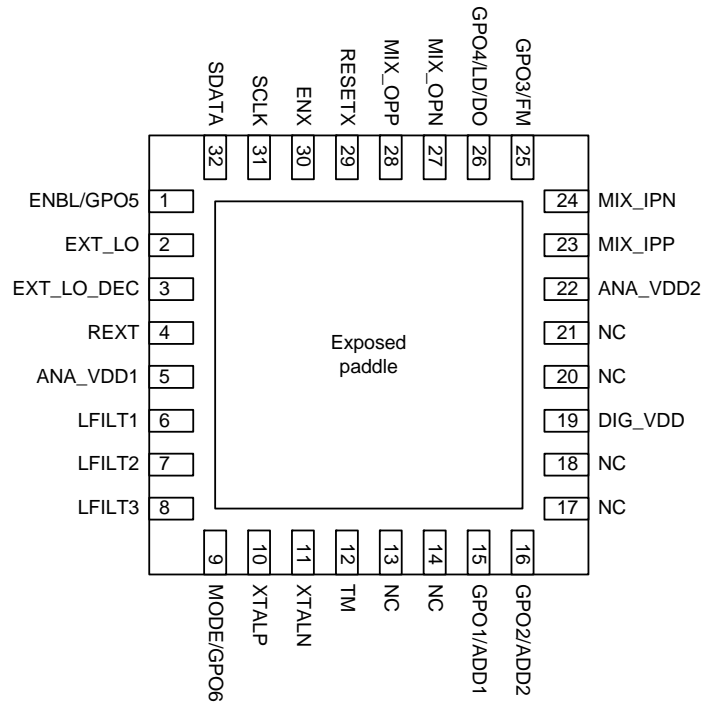 SDATA
SCLK
ENX
RESETX
MIX_OPP
MIX_OPN
GPO4/LD/DO
GPO3/FM
32
31
30
29
28
27
26
25
ENBL/GPO5 1
EXT_LO 2
EXT_LO_DEC 3
REXT 4
ANA_VDD1 5
LFILT1 6
LFILT2 7
LFILT3 8
Exposed
paddle
24 MIX_IPN
23 MIX_IPP
22 ANA_VDD2
21 NC
20 NC
19 DIG_VDD
18 NC
17 NC
9
10
11
12
13
14
15
16
MODE/GPO6
XTALP
XTALN
TM
NC
NC
GPO1/ADD1
GPO2/ADD2